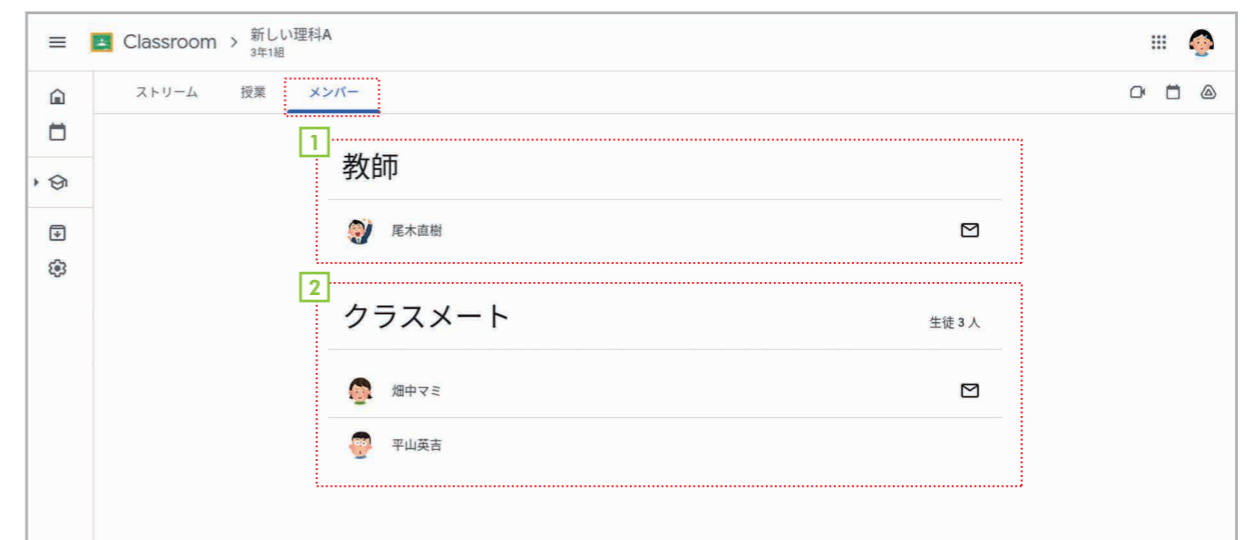 Classroom > 新しい理科A
3年1組
ストリーム 授業 メンバー
1
教師
尾木直樹
2
クラスメート 生徒 3 人
畑中マミ
平山英吉